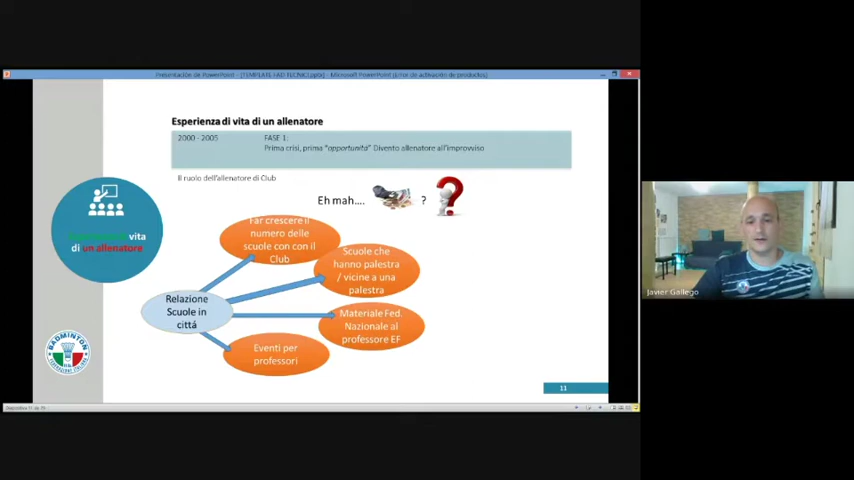 Presentación de PowerPoint - [TEMPLATE FAD TECNICI.pptx] - Microsoft PowerPoint (Error de activación de productos)
Esperienza di vita di un allenatore
2000 - 2005 FASE 1:
Prima crisi, prima "opportunità" Divento allenatore all'improvviso
Il ruolo dell'allenatore di Club
Eh mah.... ?
vita
di un allenatore
Far crescere il
numero delle
scuole con con il
Club
Scuole che
hanno palestra
/ vicine a una
palestra
Relazione
Scuole in
cittá
Materiale Fed.
Nazionale al
professore EF
Eventi per
professori
BADMINTON
FEDERAZIONE ITALIANA
11
Javier Gallego